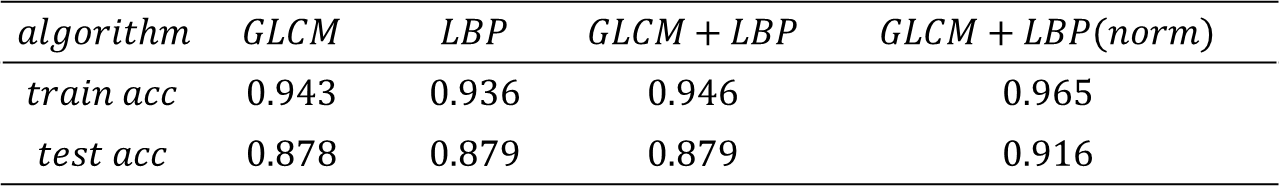 algorithm GLCM LBP GLCM + LBP GLCM + LBP(norm)
train acc 0.943 0.936 0.946 0.965
test acc 0.878 0.879 0.879 0.916